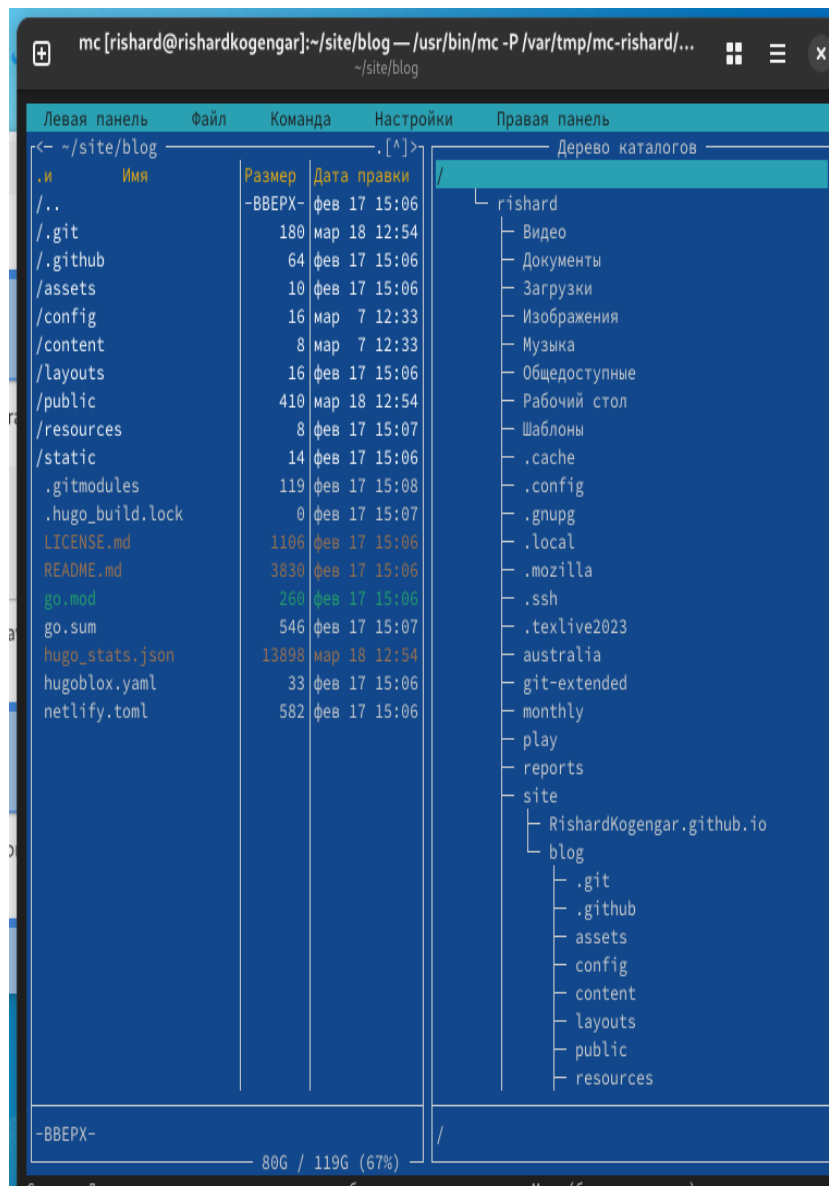 mc [rishard@rishardkogengar]:~/site/blog — /usr/bin/mc -P /var/tmp/mc-rishard/...
~/site/blog
Левая панель Файл Команда Настройки Правая панель
<- ~/site/blog .[^]>
.и Имя Размер Дата правки
/.. -ВВЕРХ- фев 17 15:06
/.git 180 мар 18 12:54
/.github 64 фев 17 15:06
/assets 10 фев 17 15:06
/config 16 мар 7 12:33
/content 8 мар 7 12:33
/layouts 16 фев 17 15:06
/public 410 мар 18 12:54
/resources 8 фев 17 15:07
/static 14 фев 17 15:06
.gitmodules 119 фев 17 15:08
.hugo_build.lock 0 фев 17 15:07
LICENSE.md 1106 фев 17 15:06
README.md 3830 фев 17 15:06
go.mod 260 фев 17 15:06
go.sum 546 фев 17 15:07
hugo_stats.json 13898 мар 18 12:54
hugoblox.yaml 33 фев 17 15:06
netlify.toml 582 фев 17 15:06
-ВВЕРХ-
80G / 119G (67%)
Дерево каталогов
/
rishard
Видео
Документы
Загрузки
Изображения
Музыка
Общедоступные
Рабочий стол
Шаблоны
.cache
.config
.gnupg
.local
.mozilla
.ssh
.texlive2023
australia
git-extended
monthly
play
reports
site
RishardKogengar.github.io
blog
.git
.github
assets
config
content
layouts
public
resources
/